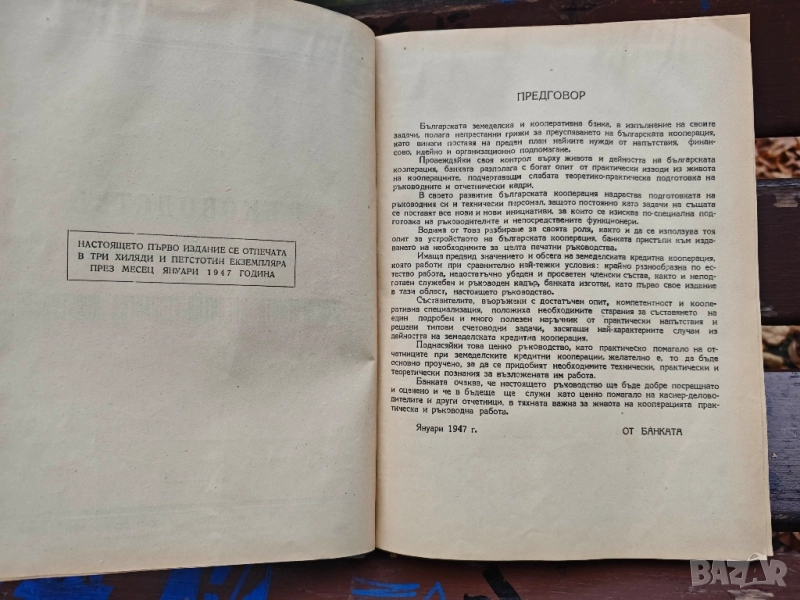 НАСТОЯЩЕТО ПЪРВО ИЗДАНИЕ СЕ ОТПЕЧАТА
В ТРИ ХИЛЯДИ И ПЕТСТОТИН ЕКЗЕМПЛЯРА
ПРЕЗ МЕСЕЦ ЯНУАРИ 1947 ГОДИНА
ПРЕДГОВОР
Българската земеделска и кооперативна банка, в изпълнение на своите
задачи, полага непрестанни грижи за преуспяването на българската кооперация,
като винаги поставя на преден план нейните нужди от напътствия, финан-
сово, идейно и организационно подпомагане.
Провеждайки своя контрол върху живота и дейността на българската
кооперация, банката разполага с богат опит от практически изводи из живота
на кооперациите, подчертаващи слабата теоретико-практическа подготовка на
ръководните и отчетнически кадри.
В своето развитие българската кооперация надраства подготовката на
ръководния си и технически персонал, защото постоянно като задачи на същата
се поставят все нови и нови инициативи, за които се изисква по-специална под-
готовка на ръководителите и непосредствените функционери.
Водима от това разбиране за своята роля, както и да се използува тоя
опит за устройството на българската кооперация, банката пристъпи към издава-
нето на необходимите за целта печатни ръководства.
Имаща предвид значението и обсега на земеделската кредитна кооперация,
която работи при сравнително най-тежки условия: крайно разнообразна по ес-
тество работа, недостатъчно уведен и просветен членски състав, както и непод-
готвен служебен и ръководен кадър, банката изготви, като първо свое издание
в тази област, настоящето ръководство.
Съставителите, въоръжени с достатъчен опит, компетентност и коопе-
ративна специализация, положиха необходимите старания за съставянето на
един подробен и много полезен наръчник от практически напътствия и
решени типови счетоводни задачи, засягащи най-характерните случаи из
дейността на земеделската кредитна кооперация.
Поднасяйки това ценно ръководство, като практическо помагало на от-
четниците при земеделските кредитни кооперации, желателно е, то да бъде
основно проучено, за да се придобият необходимите технически, практически и
теоретически познания за възложената им работа.
Банката очаква, че настоящето ръководство ще бъде добре посрещнато
и оценено и че в бъдеще ще служи като ценно помагало на касиер-делово-
дителите и други отчетници, в тяхната важна за живота на кооперацията прак-
тическа и ръководна работа.
Януари 1947 г.
ОТ БАНКАТА
BAZAR